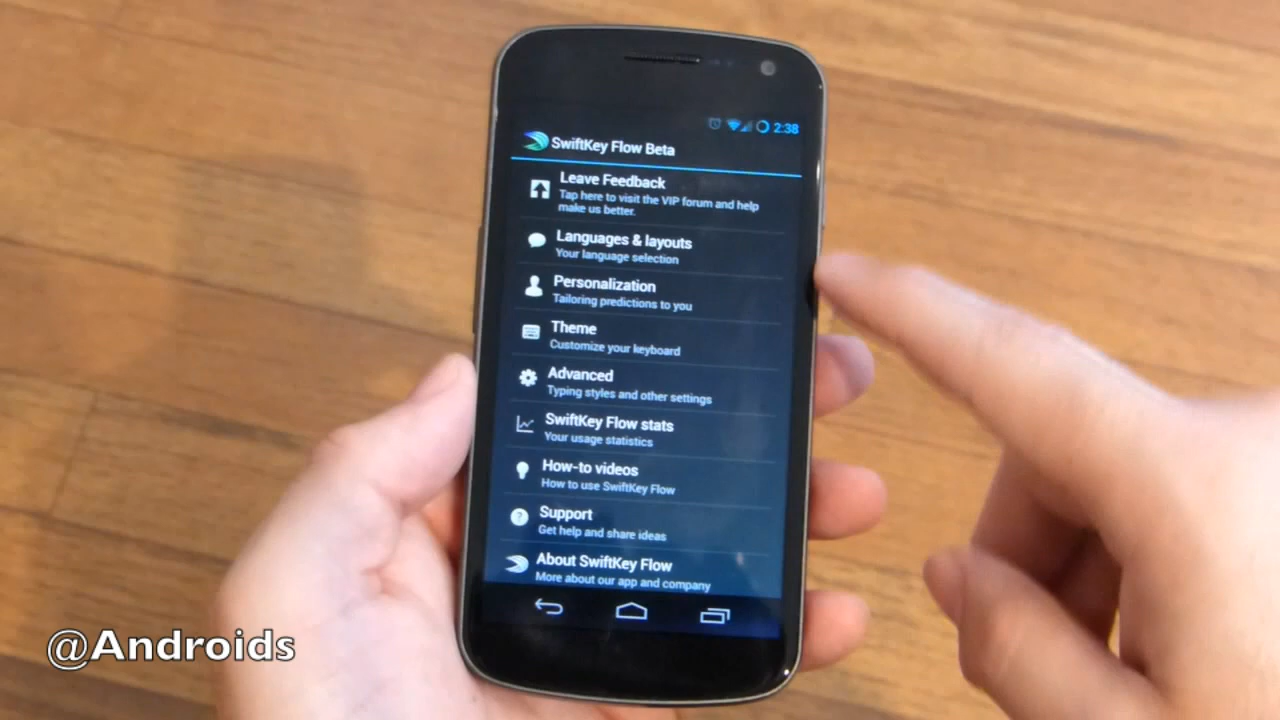 2:38
SwiftKey Flow Beta
Leave Feedback
Tap here to visit the VIP forum and help
make us better.
Languages & layouts
Your language selection
Personalization
Tailoring predictions to you
Theme
Customize your keyboard
Advanced
Typing styles and other settings
SwiftKey Flow stats
Your usage statistics
How-to videos
How to use SwiftKey Flow
Support
Get help and share ideas
About SwiftKey Flow
More about our app and company
@Androids